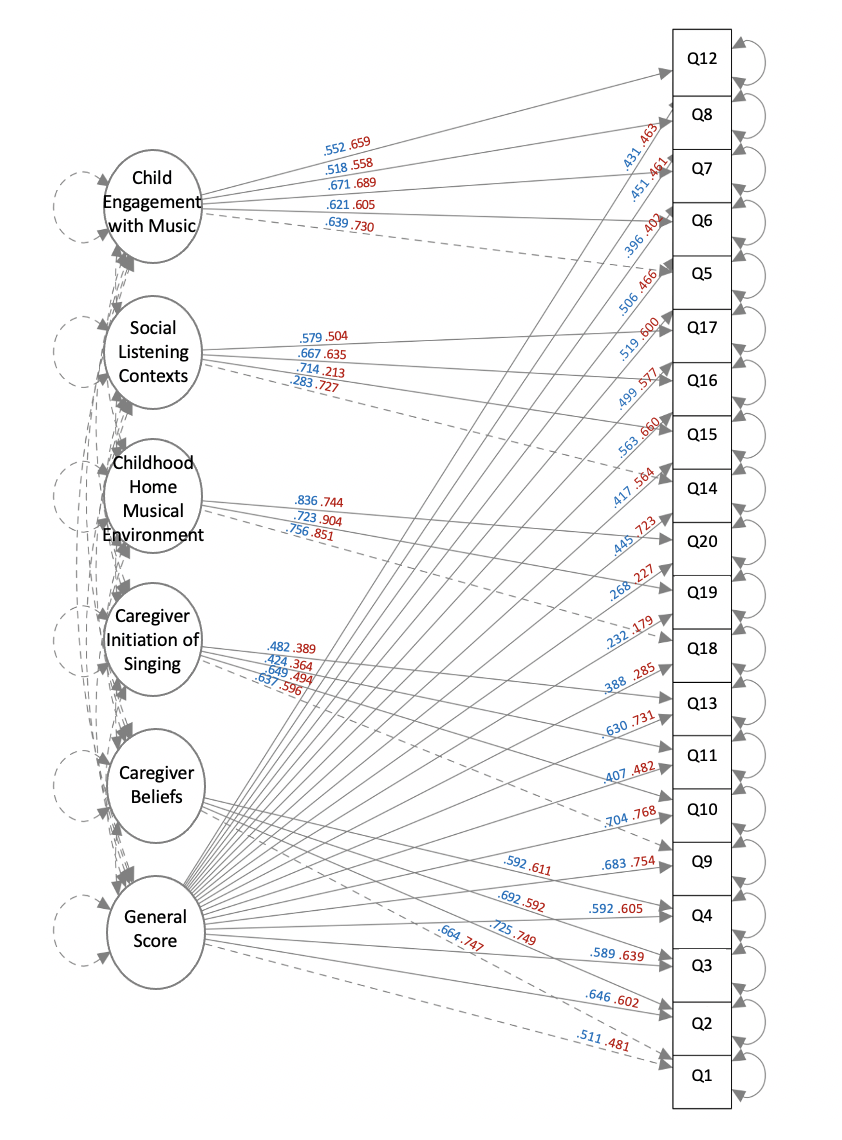 Q12
Q8
Q7
Q6
Q5
Q17
Q16
Q15
Q14
Q20
Q19
Q18
Q13
Q11
Q10
Q9
Q4
Q3
Q2
Q1
Child
Engagement
with Music
.552 .659
.518 .558
.671 .689
.621 .605
.639 .730
Social
Listening
Contexts
.579 .504
.667 .635
.714 .213
.283 .727
Childhood
Home
Musical
Environment
.836 .744
.723 .904
.756 .851
Caregiver
Initiation of
Singing
.482 .389
.424 .364
.649 .494
.637 .596
Caregiver
Beliefs
.592 .611
.692 .592
.725 .749
.664 .747
General
Score
.431 .463
.451 .461
.396 .402
.506 .466
.519 .600
.499 .577
.563 .660
.417 .564
.445 .723
.268 .227
.232 .179
.388 .285
.630 .731
.407 .482
.704 .768
.683 .754
.592 .605
.589 .639
.646 .602
.511 .481